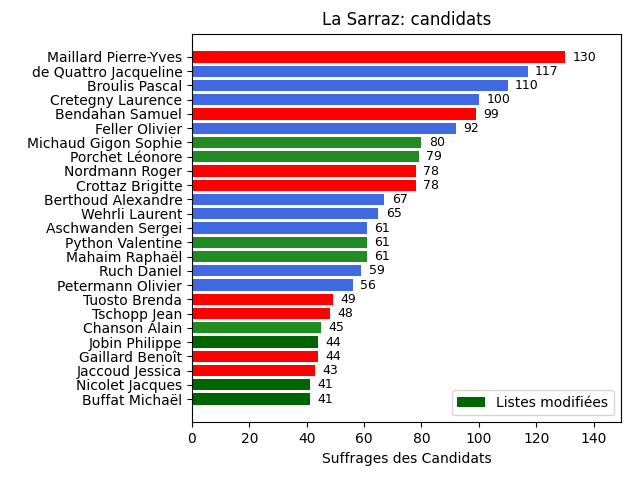 La Sarraz: candidats
Maillard Pierre-Yves 130
de Quattro Jacqueline 117
Broulis Pascal 110
Cretegny Laurence 100
Bendahan Samuel 99
Feller Olivier 92
Michaud Gigon Sophie 80
Porchet Léonore 79
Nordmann Roger 78
Crottaz Brigitte 78
Berthoud Alexandre 67
Wehrli Laurent 65
Aschwanden Sergei 61
Python Valentine 61
Mahaim Raphaël 61
Ruch Daniel 59
Petermann Olivier 56
Tuosto Brenda 49
Tschopp Jean 48
Chanson Alain 45
Jobin Philippe 44
Gaillard Benoît 44
Jaccoud Jessica 43
Nicolet Jacques 41
Buffat Michaël 41
Listes modifiées
0 20 40 60 80 100 120 140
Suffrages des Candidats